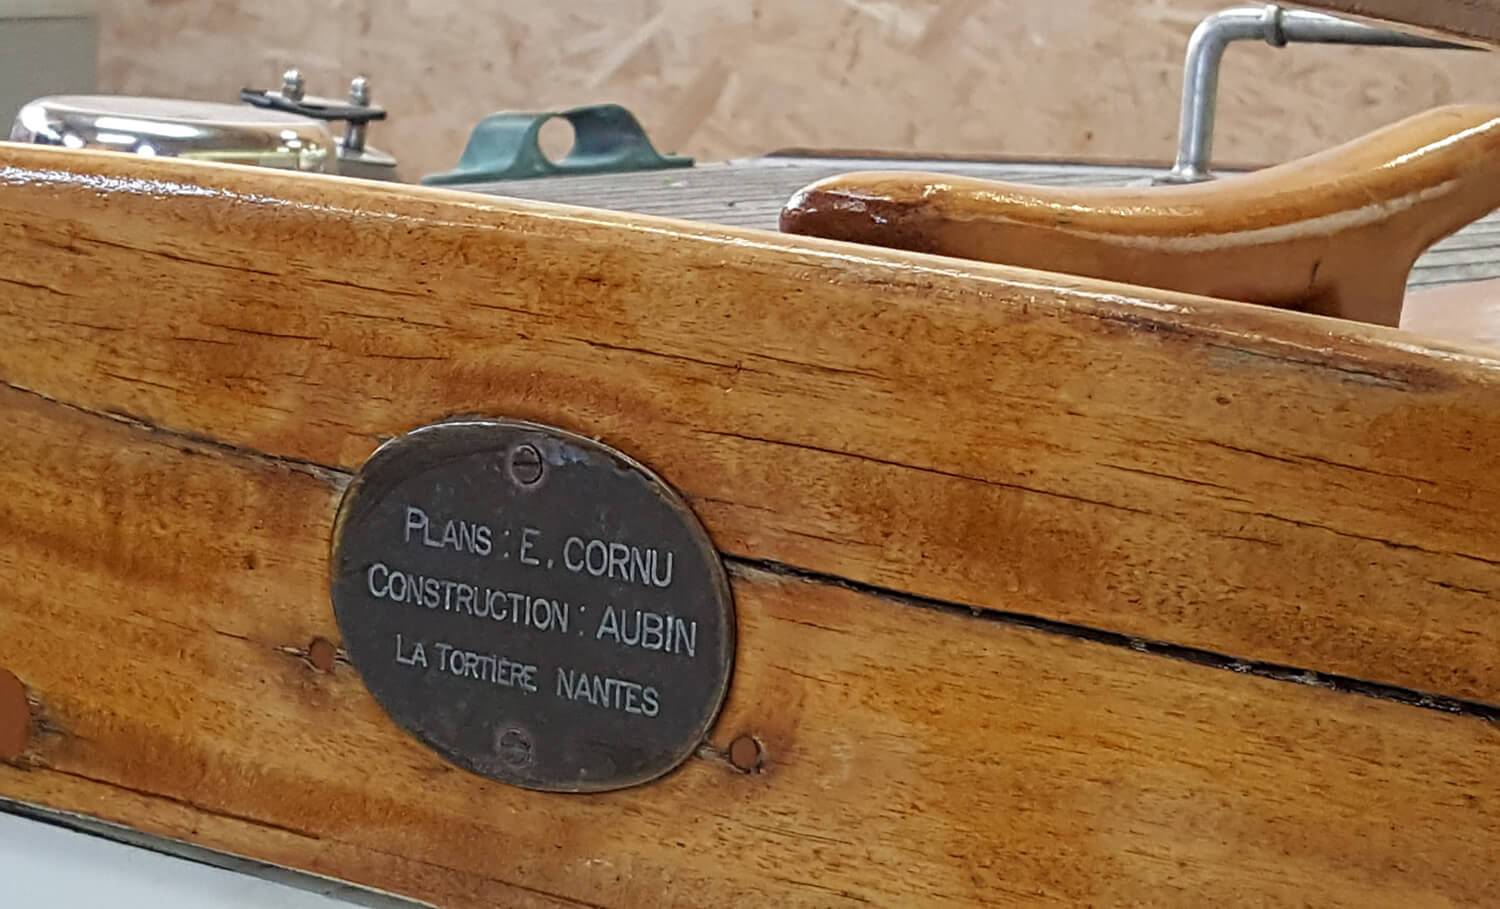 PLANS : E. CORNU
CONSTRUCTION : AUBIN
LA TORTIÈRE NANTES